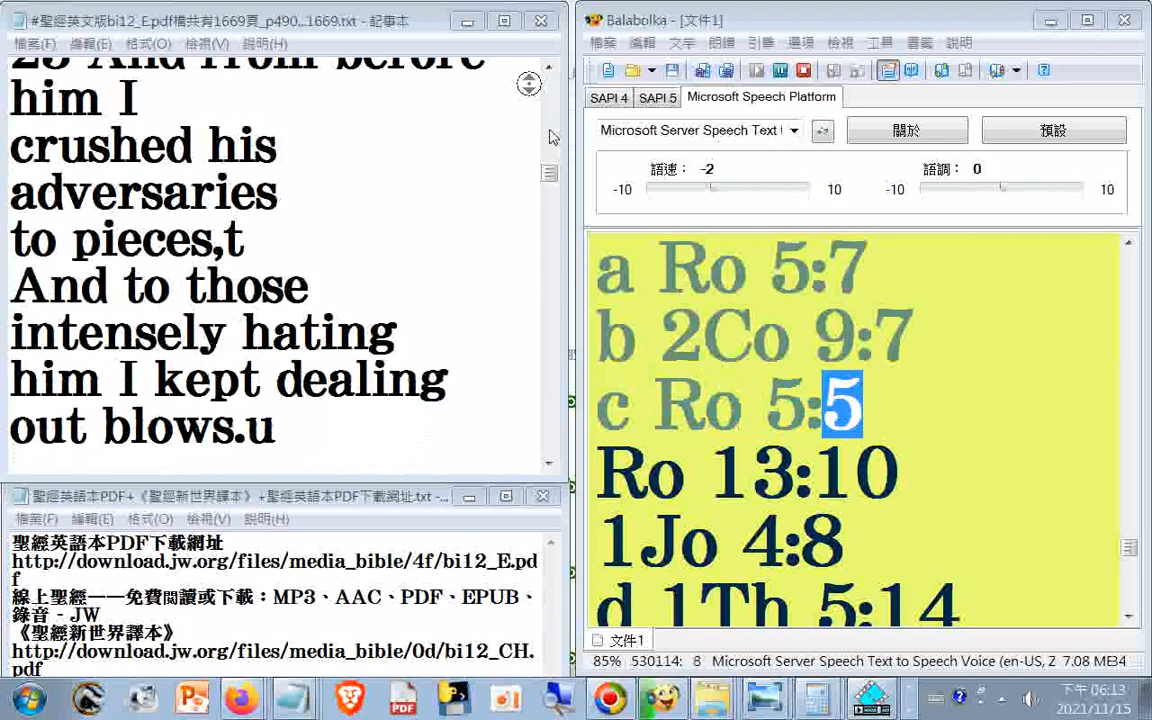 #聖經英文版bi12_E.pdf檔共有1669頁_p490,..1669.txt - 記事本
檔案(F) 編輯(E) 格式(O) 檢視(V) 說明(H)
23 And from before
him I
crushed his
adversaries
to pieces,t
And to those
intensely hating
him I kept dealing
out blows.u
聖經英語本PDF+《聖經新世界譯本》+聖經英語本PDF下載網址.txt - ...
檔案(F) 編輯(E) 格式(O) 檢視(V) 說明(H)
聖經英語本PDF下載網址
http://download.jw.org/files/media_bible/4f/bi12_E.pd
f
線上聖經——免費閱讀或下載：MP3、AAC、PDF、EPUB、
錄音 - JW
《聖經新世界譯本》
http://download.jw.org/files/media_bible/0d/bi12_CH.
pdf
Balabolka - [文件1]
檔案 編輯 文字 朗讀 引擎 選項 檢視 工具 書籤 說明
SAPI 4 SAPI 5 Microsoft Speech Platform
Microsoft Server Speech Text t 關於 預設
語速： -2 語調： 0
-10 10 -10 10
a Ro 5:7
b 2Co 9:7
c Ro 5:5
Ro 13:10
1Jo 4:8
d 1Th 5:14
文件1
85% 530114: 8 Microsoft Server Speech Text to Speech Voice (en-US, Z 7.08 ME34
PDF
下午 06:13
2021/11/15